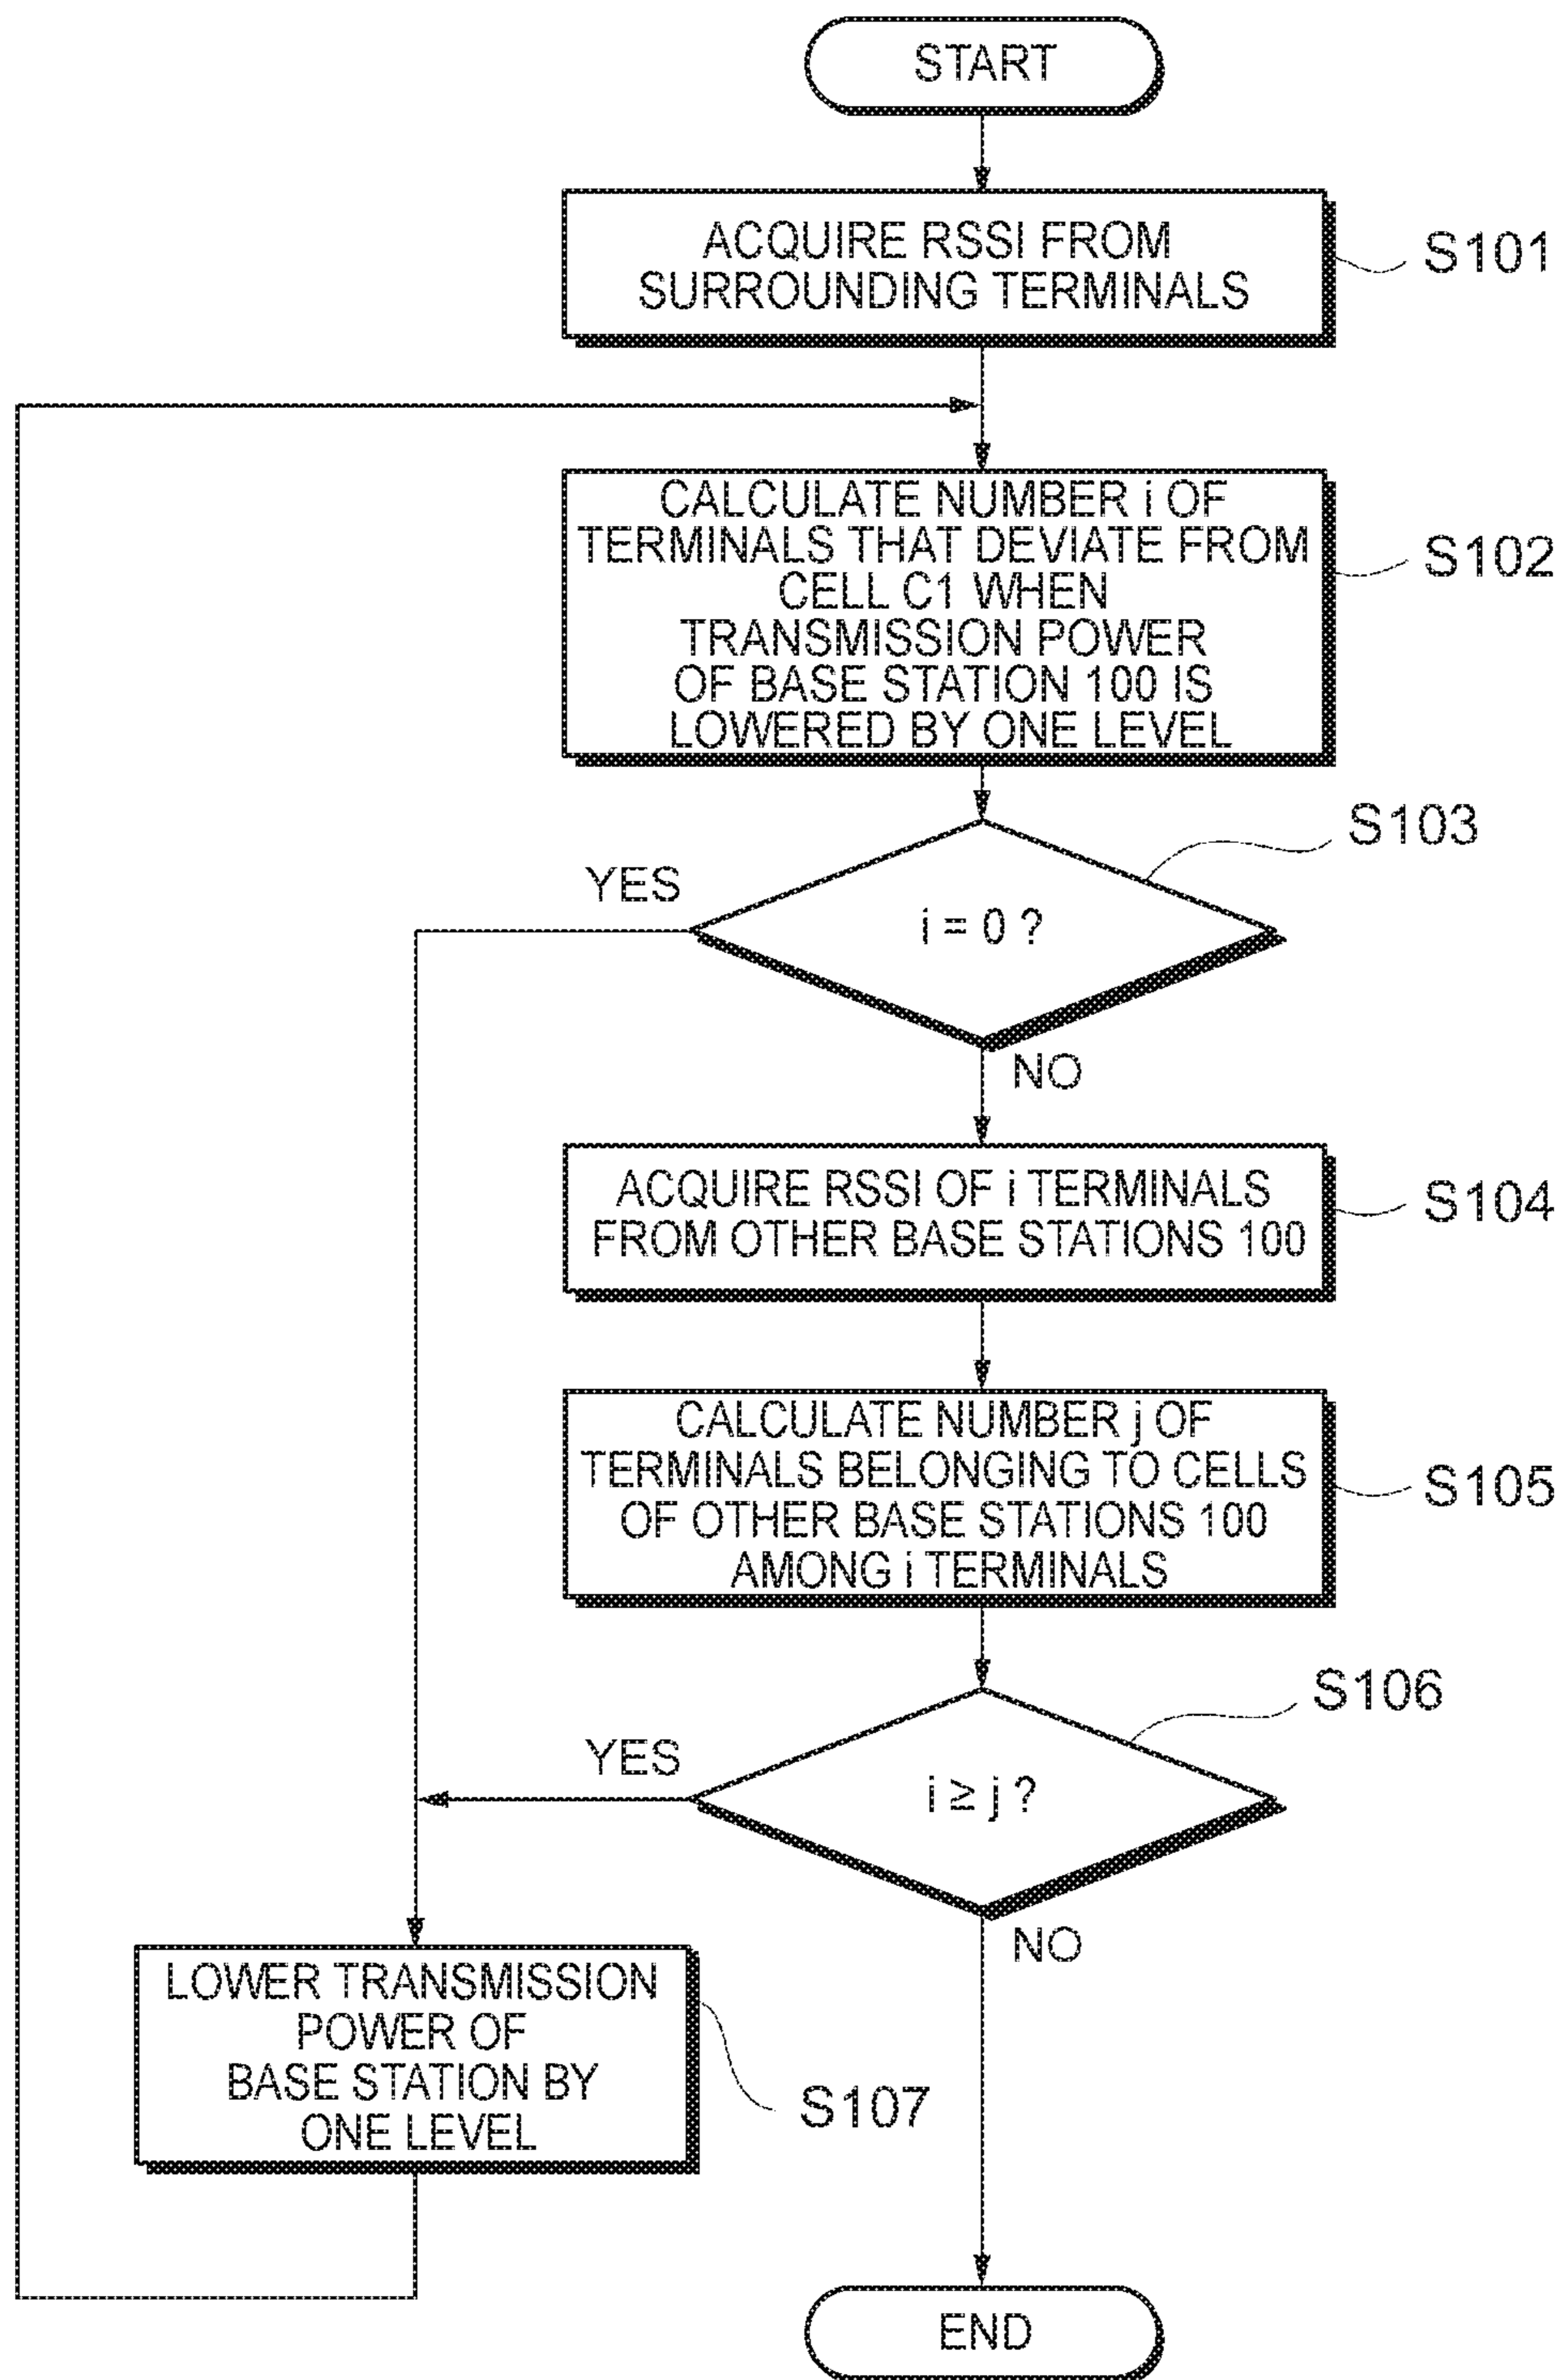 START
ACQUIRE RSSI FROM
SURROUNDING TERMINALS
S101
CALCULATE NUMBER i OF
TERMINALS THAT DEVIATE FROM
CELL C1 WHEN
TRANSMISSION POWER
OF BASE STATION 100 IS
LOWERED BY ONE LEVEL
S102
S103
YES
i = 0 ?
NO
ACQUIRE RSSI OF i TERMINALS
FROM OTHER BASE STATIONS 100
S104
CALCULATE NUMBER j OF
TERMINALS BELONGING TO CELLS
OF OTHER BASE STATIONS 100
AMONG i TERMINALS
S105
S106
YES
i ≥ j ?
NO
LOWER TRANSMISSION
POWER OF
BASE STATION BY
ONE LEVEL
S107
END